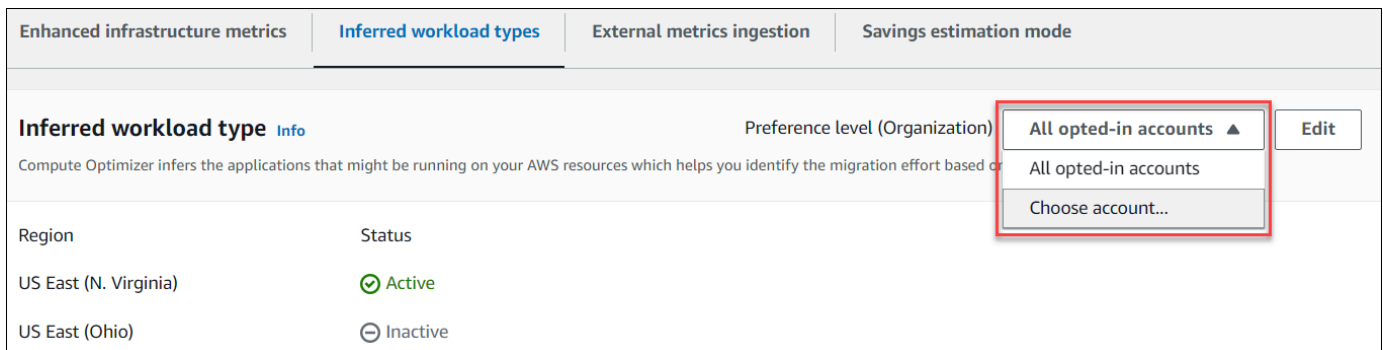 Enhanced infrastructure metrics Inferred workload types External metrics ingestion Savings estimation mode
Inferred workload type Info Preference level (Organization) All opted-in accounts Edit
Compute Optimizer infers the applications that might be running on your AWS resources which helps you identify the migration effort based
All opted-in accounts
Choose account...
Region Status
US East (N. Virginia) Active
US East (Ohio) Inactive